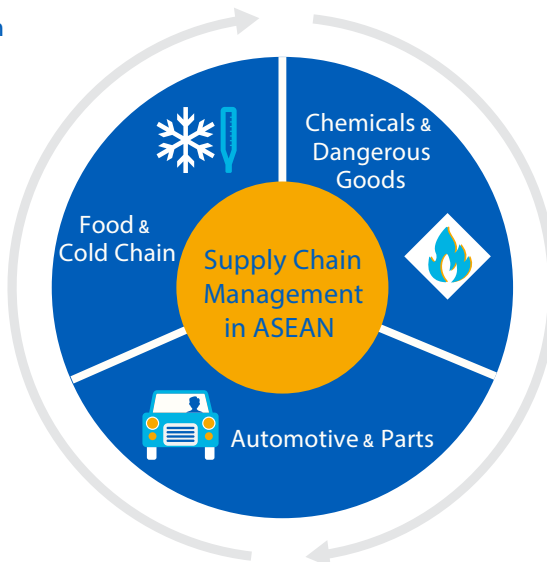 Chemicals &
Dangerous
Goods
Food &
Cold Chain
Supply Chain
Management
in ASEAN
Automotive & Parts